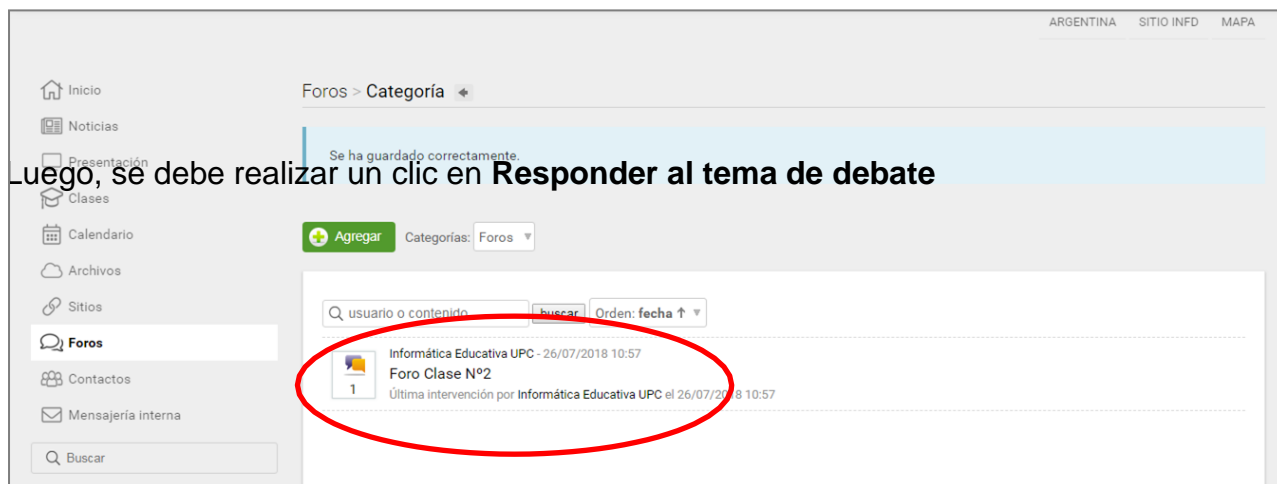 ARGENTINA SITIO INFD MAPA
Inicio
Noticias
Presentación
Clases
Calendario
Archivos
Sitios
Foros
Contactos
Mensajería interna
Buscar
Foros > Categoría
Se ha guardado correctamente.
Luego, se debe realizar un clic en Responder al tema de debate
Agregar Categorías: Foros
usuario o contenido buscar Orden: fecha ↑
Informática Educativa UPC - 26/07/2018 10:57
Foro Clase Nº2
1
Última intervención por Informática Educativa UPC el 26/07/2018 10:57